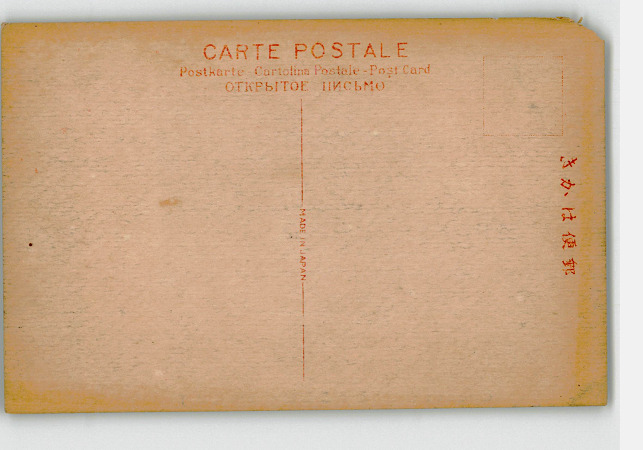 CARTE POSTALE
Postkarte - Cartolina Postale - Post Card
ОТКРЫТОЕ ПИСЬМО
MADE IN JAPAN
きかは便郵